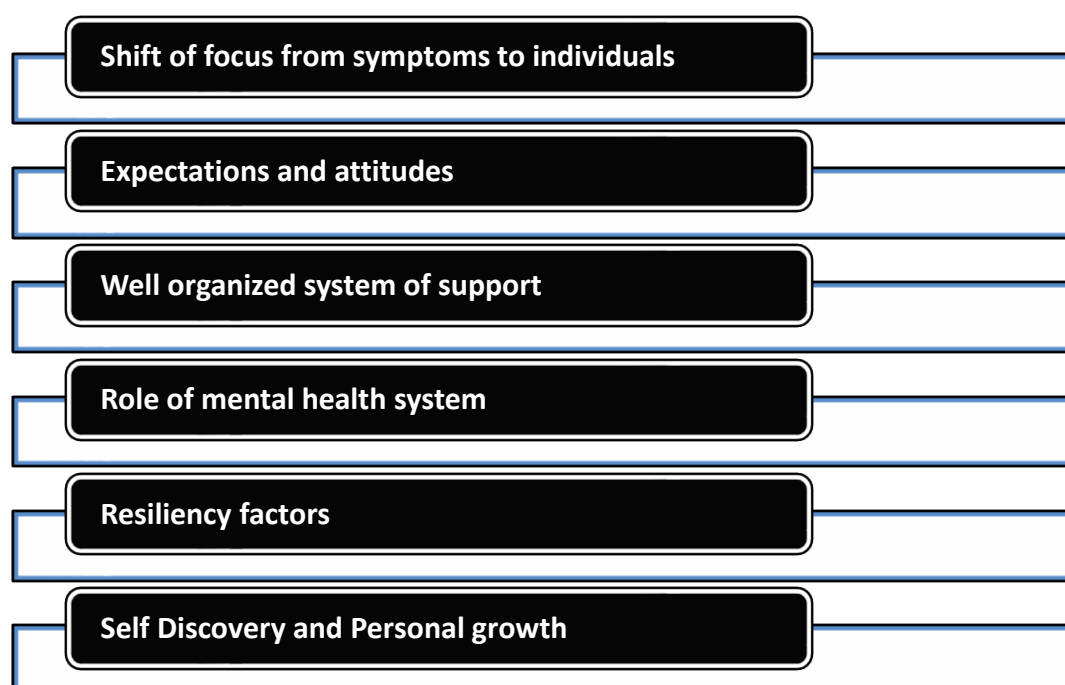 Shift of focus from symptoms to individuals
Expectations and attitudes
Well organized system of support
Role of mental health system
Resiliency factors
Self Discovery and Personal growth